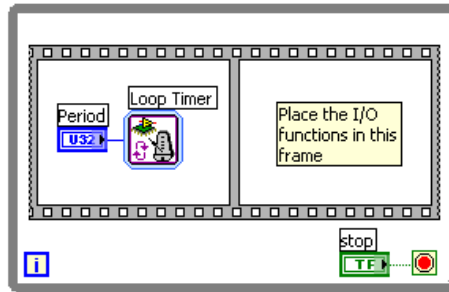 Loop Timer
Period
U32
Place the I/O
functions in this
frame
stop
TF
i